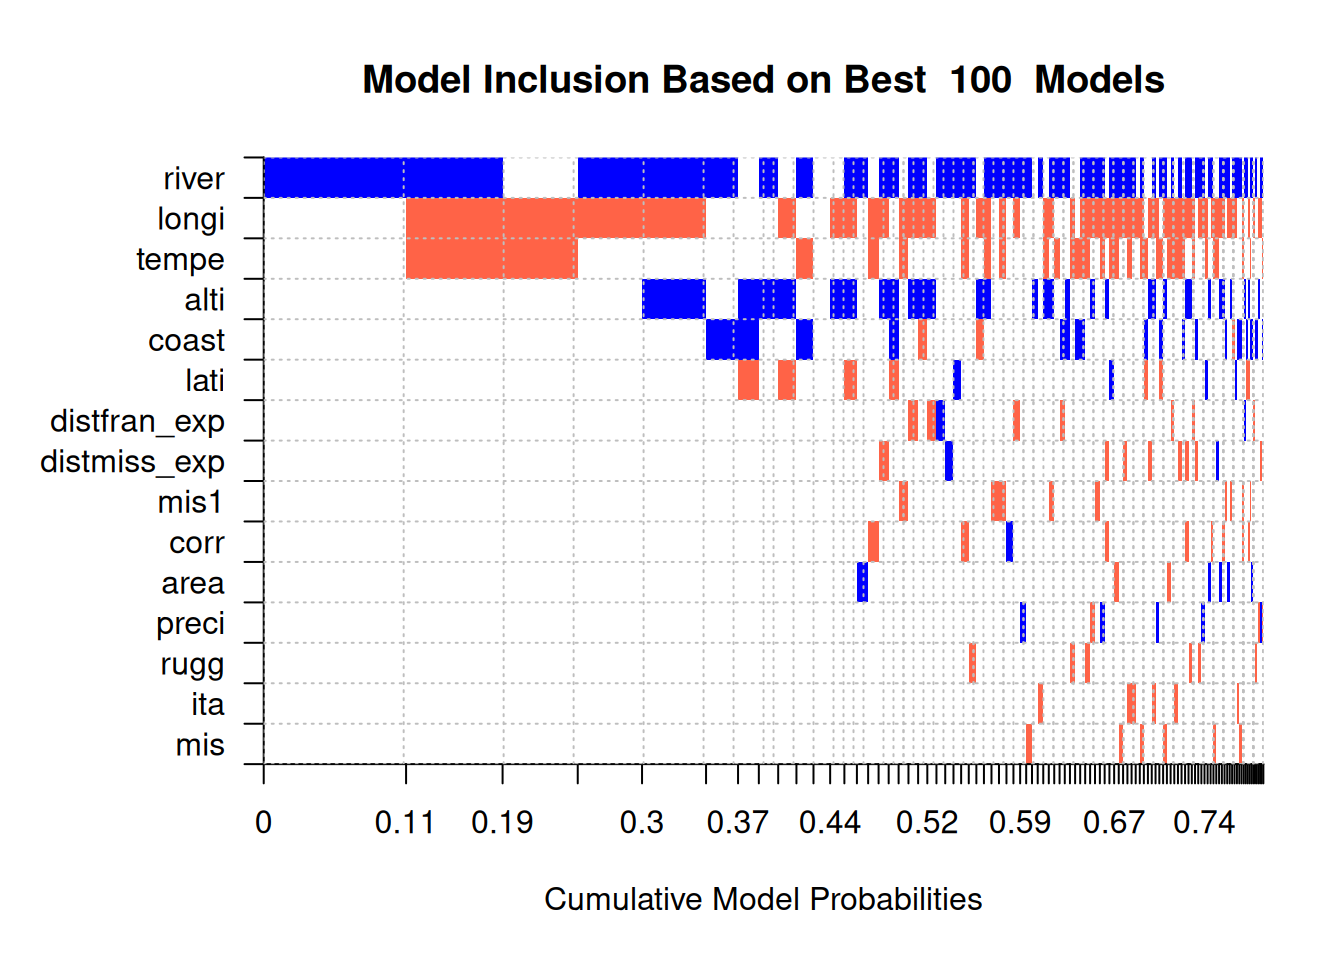 Model Inclusion Based on Best  100  Models
river
longi
tempe
alti
coast
lati
distfran_exp
distmiss_exp
mis1
corr
area
preci
rugg
ita
mis
0 0.11 0.19 0.3 0.37 0.44 0.52 0.59 0.67 0.74
Cumulative Model Probabilities